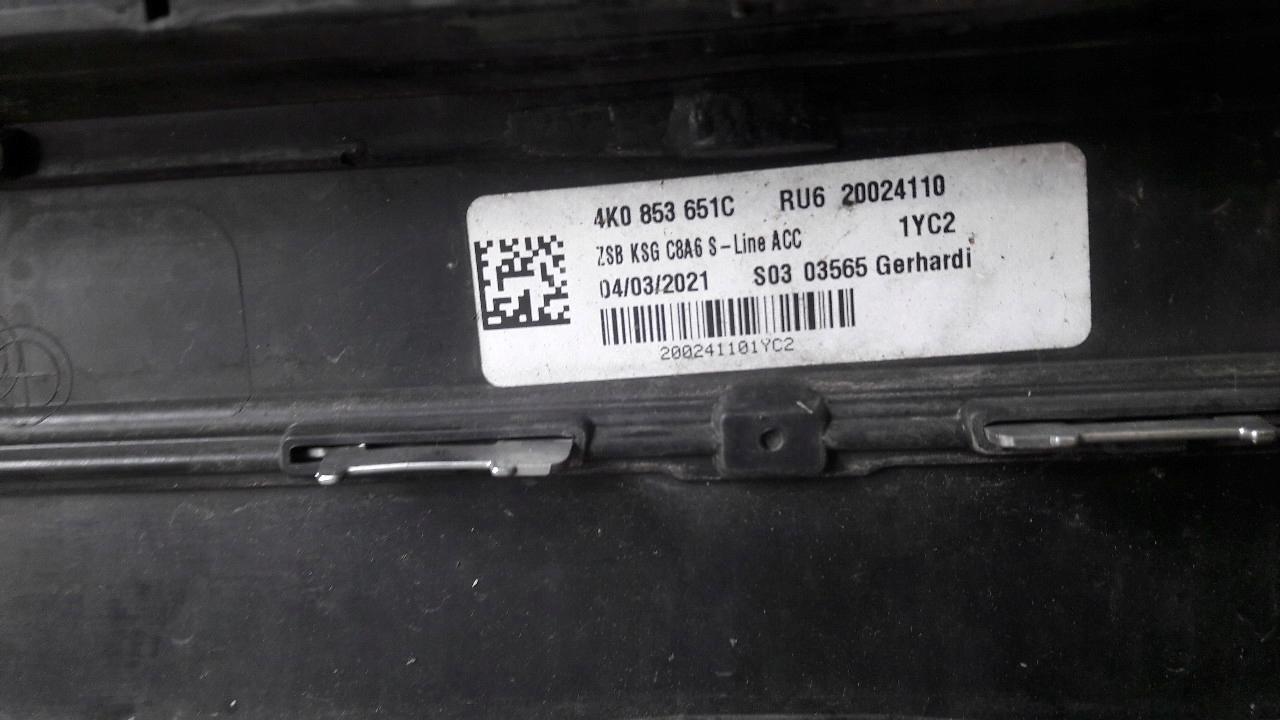 4K0 853 651C RU6 20024110
ZSB KSG C8A6 S-Line ACC 1YC2
04/03/2021 S03 03565 Gerhardi
200241101YC2